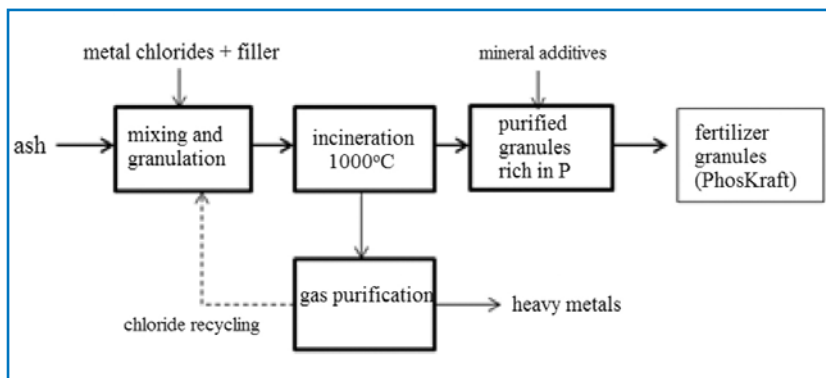 metal chlorides + filler
mineral additives
ash
mixing and
granulation
incineration
1000°C
purified
granules
rich in P
fertilizer
granules
(PhosKraft)
gas purification
heavy metals
chloride recycling